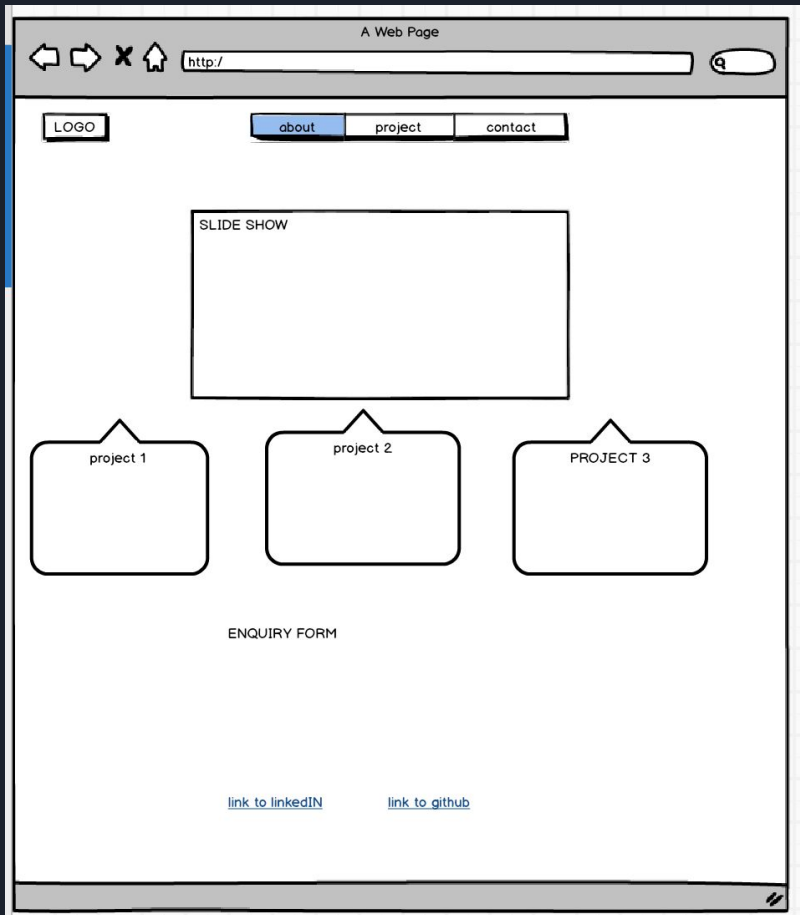 A Web Page
http:/
LOGO
about project contact
SLIDE SHOW
project 1
project 2
PROJECT 3
ENQUIRY FORM
link to linkedIN link to github